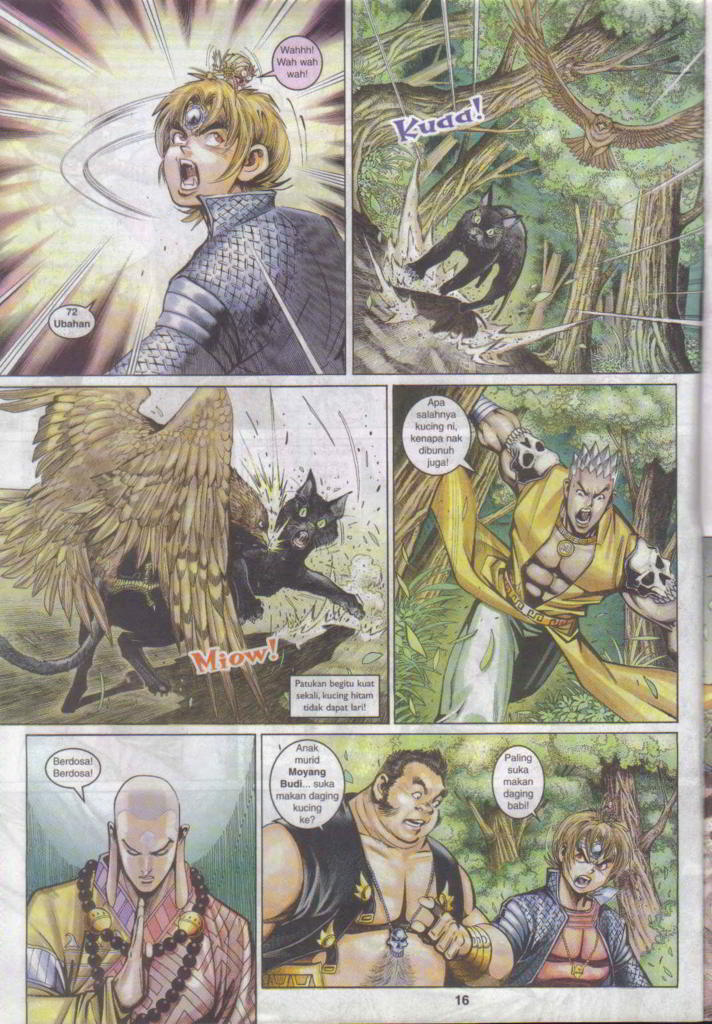 Wahhh!
Wah wah
wah!
72
Ubahan
Kuaa!
Miow!
Patukan begitu kuat
sekali, kucing hitam
tidak dapat lari!
Apa
salahnya
kucing ni,
kenapa nak
dibunuh
juga!
Berdosa!
Berdosa!
Anak
murid
Moyang
Budi... suka
makan daging
kucing
ke?
Paling
suka
makan
daging
babi!
16